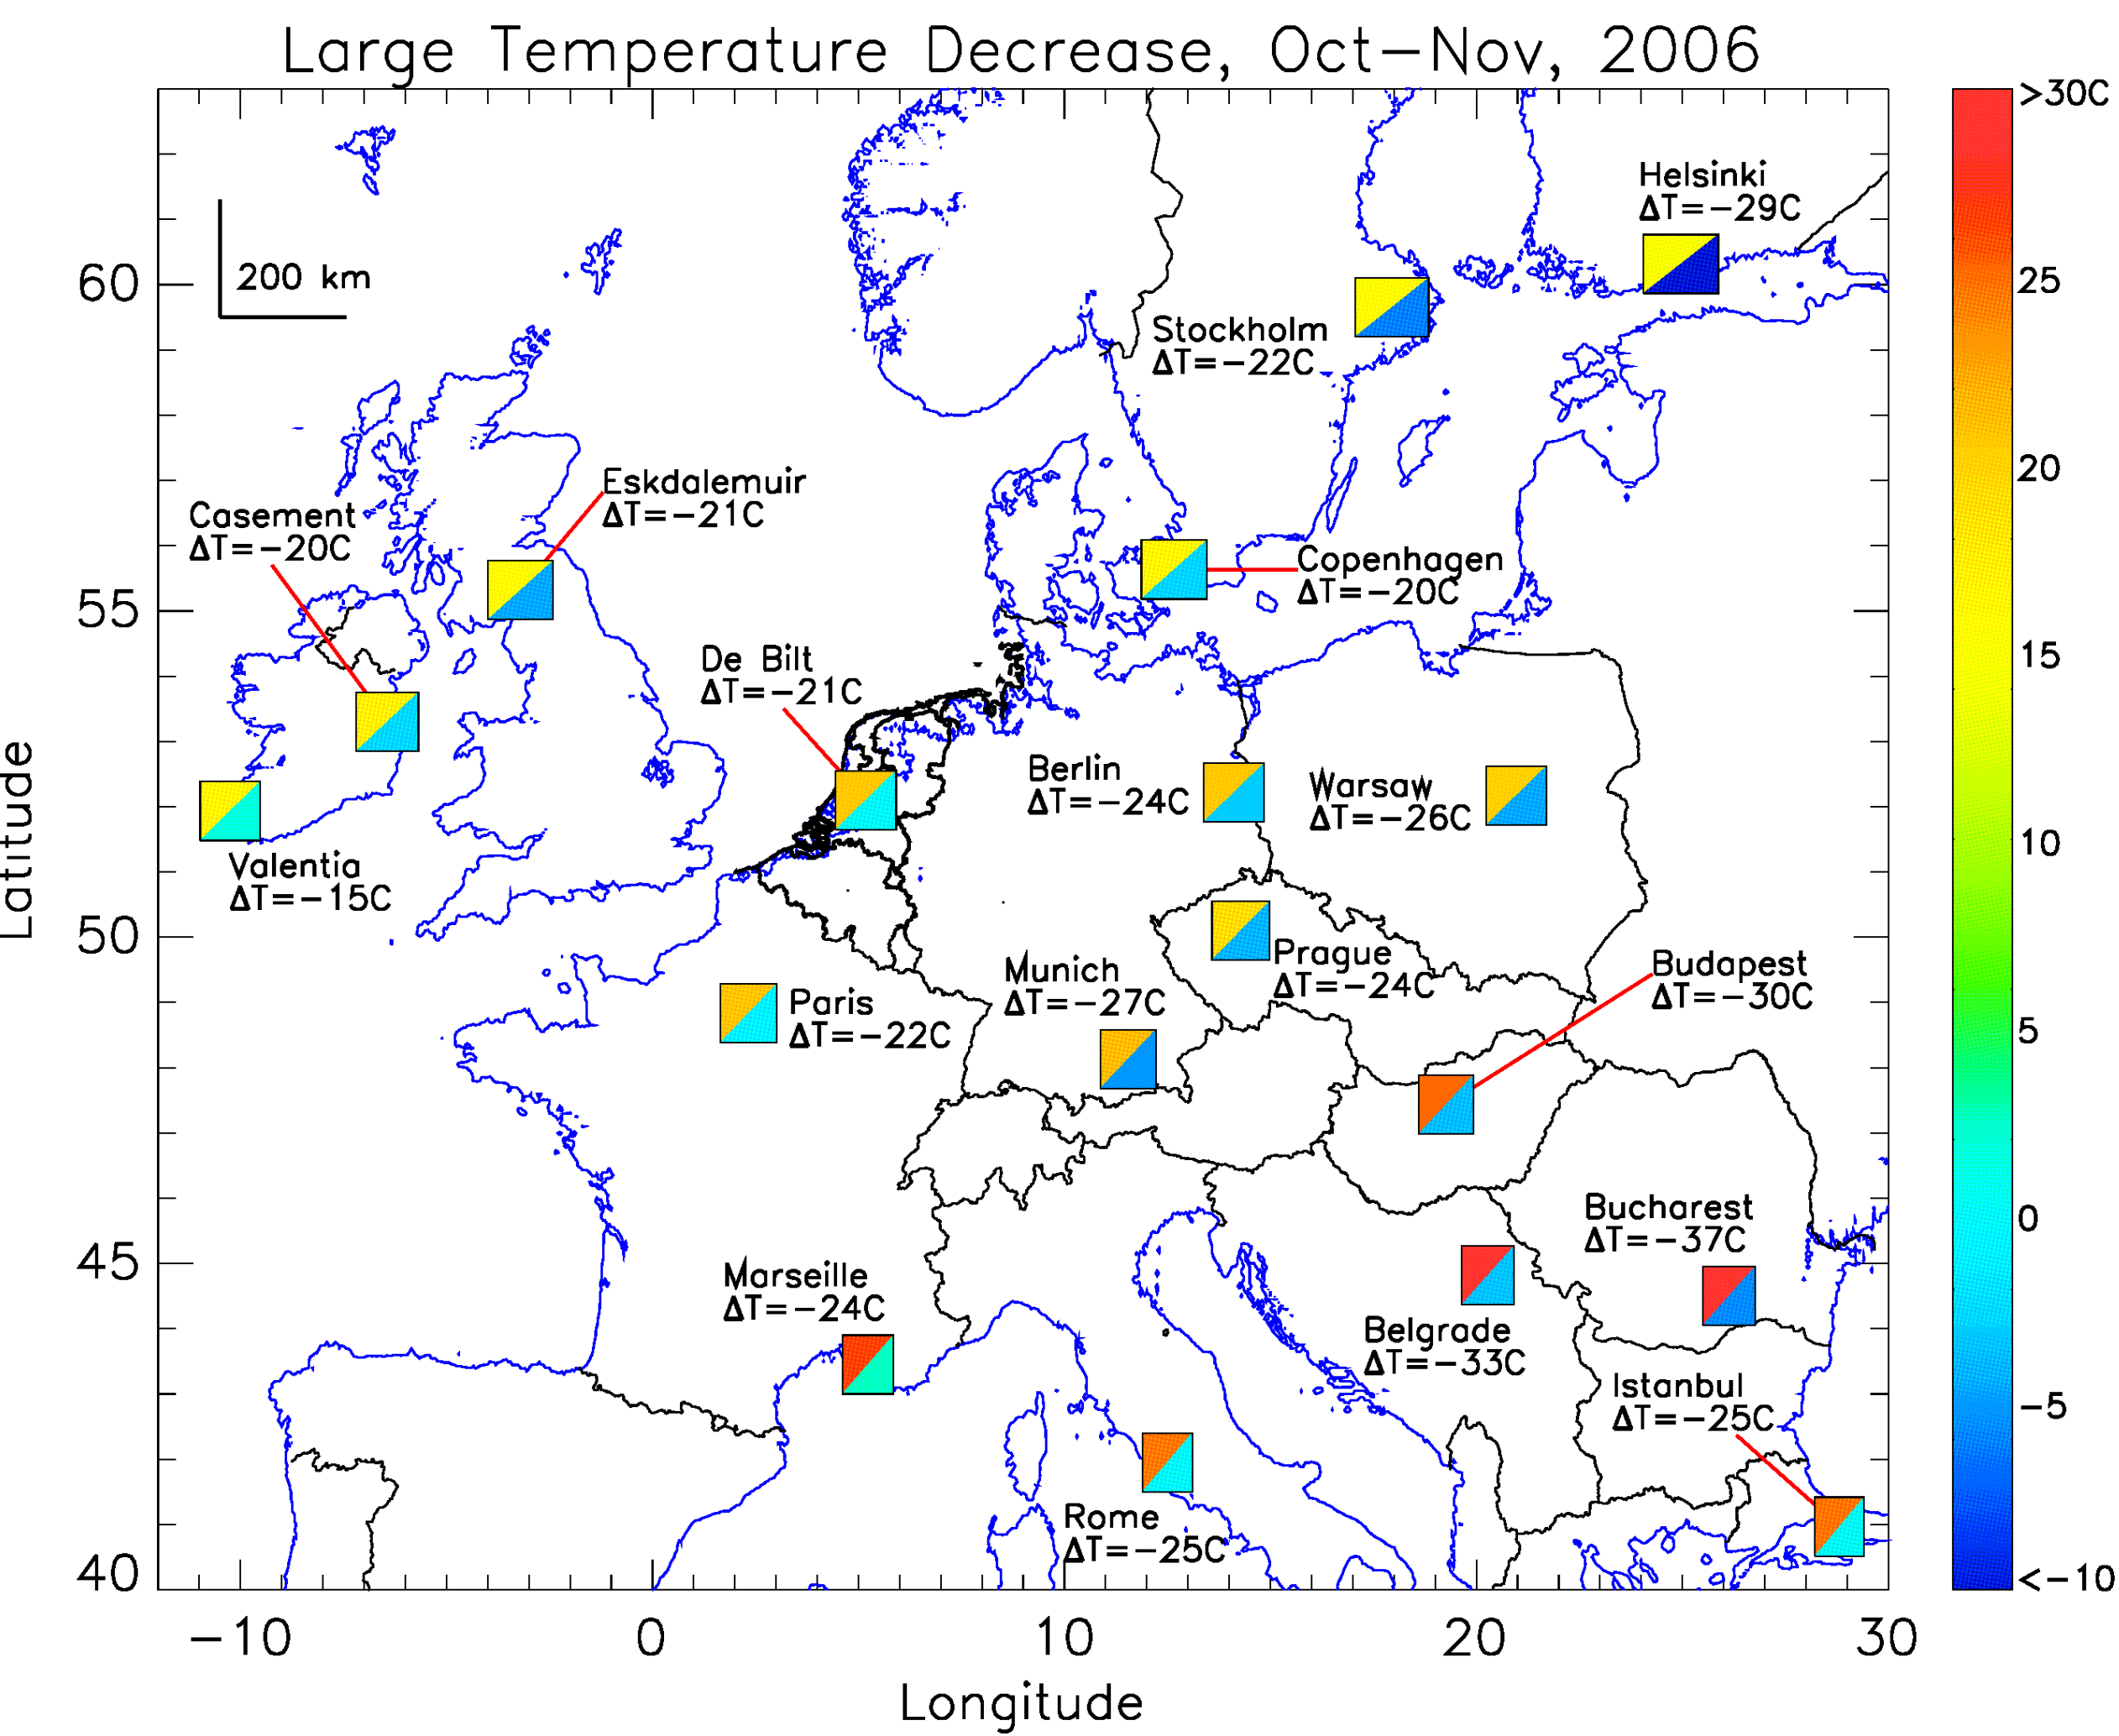 Large Temperature Decrease, Oct-Nov, 2006
>30C
Helsinki
ΔT=-29C
60
200 km
25
Stockholm
ΔT=-22C
20
Eskdalemuir
ΔT=-21C
Casement
ΔT=-20C
Copenhagen
ΔT=-20C
55
De Bilt
ΔT=-21C
15
Berlin
ΔT=-24C
Warsaw
ΔT=-26C
10
Valentia
ΔT=-15C
Latitude
50
Prague
ΔT=-24C
Munich
ΔT=-27C
Budapest
ΔT=-30C
Paris
ΔT=-22C
5
Bucharest
ΔT=-37C
0
45
Marseille
ΔT=-24C
Belgrade
ΔT=-33C
Istanbul
ΔT=-25C
-5
Rome
ΔT=-25C
40
<-10
-10 0 10 20 30
Longitude